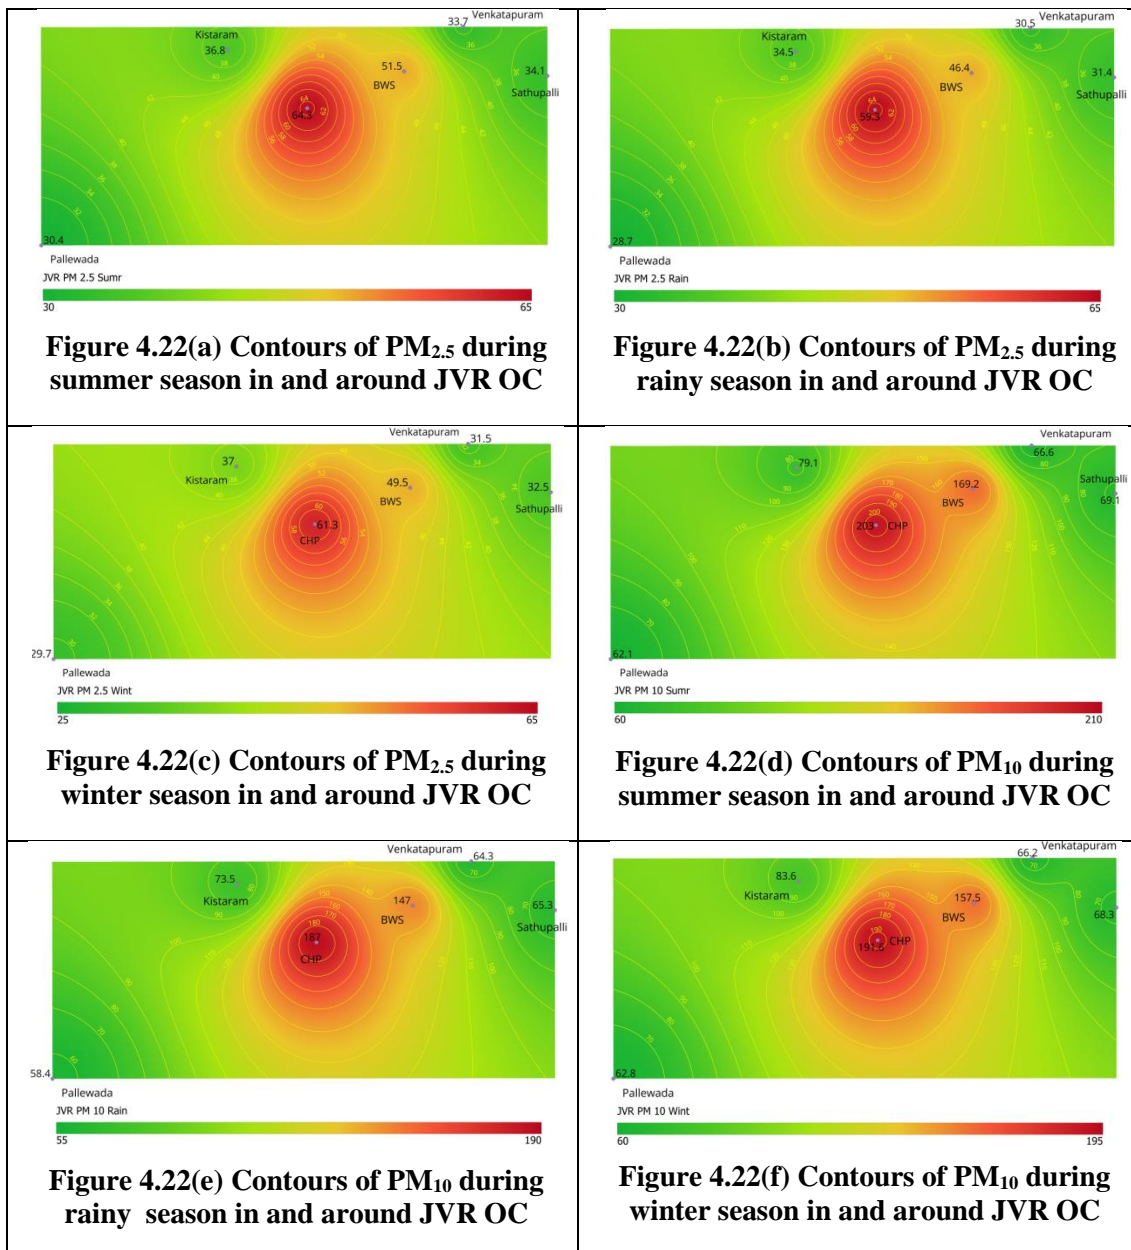 33.7 Venkatapuram
Kistaram
36.8
51.5
BWS
34.1
Sathupalli
64.3
30.4
Pallewada
JVR PM 2.5 Sumr
30 65
Figure 4.22(a) Contours of PM2.5 during
summer season in and around JVR OC
30.5 Venkatapuram
Kistaram
34.5
46.4
BWS
31.4
Sathupalli
59.3
28.7
Pallewada
JVR PM 2.5 Rain
30 65
Figure 4.22(b) Contours of PM2.5 during
rainy season in and around JVR OC
Venkatapuram 31.5
37
Kistaram
49.5
BWS
32.5
Sathupalli
61.3
CHP
29.7
Pallewada
JVR PM 2.5 Wint
25 65
Figure 4.22(c) Contours of PM2.5 during
winter season in and around JVR OC
Venkatapuram
66.6
79.1
169.2
BWS
Sathupalli
69.1
203 CHP
62.1
Pallewada
JVR PM 10 Sumr
60 210
Figure 4.22(d) Contours of PM10 during
summer season in and around JVR OC
Venkatapuram 64.3
73.5
Kistaram
147
BWS
65.3
Sathupalli
187
CHP
58.4
Pallewada
JVR PM 10 Rain
55 190
Figure 4.22(e) Contours of PM10 during
rainy season in and around JVR OC
66.2 Venkatapuram
83.6
Kistaram
157.5
BWS
68.3
191.6 CHP
62.8
Pallewada
JVR PM 10 Wint
60 195
Figure 4.22(f) Contours of PM10 during
winter season in and around JVR OC